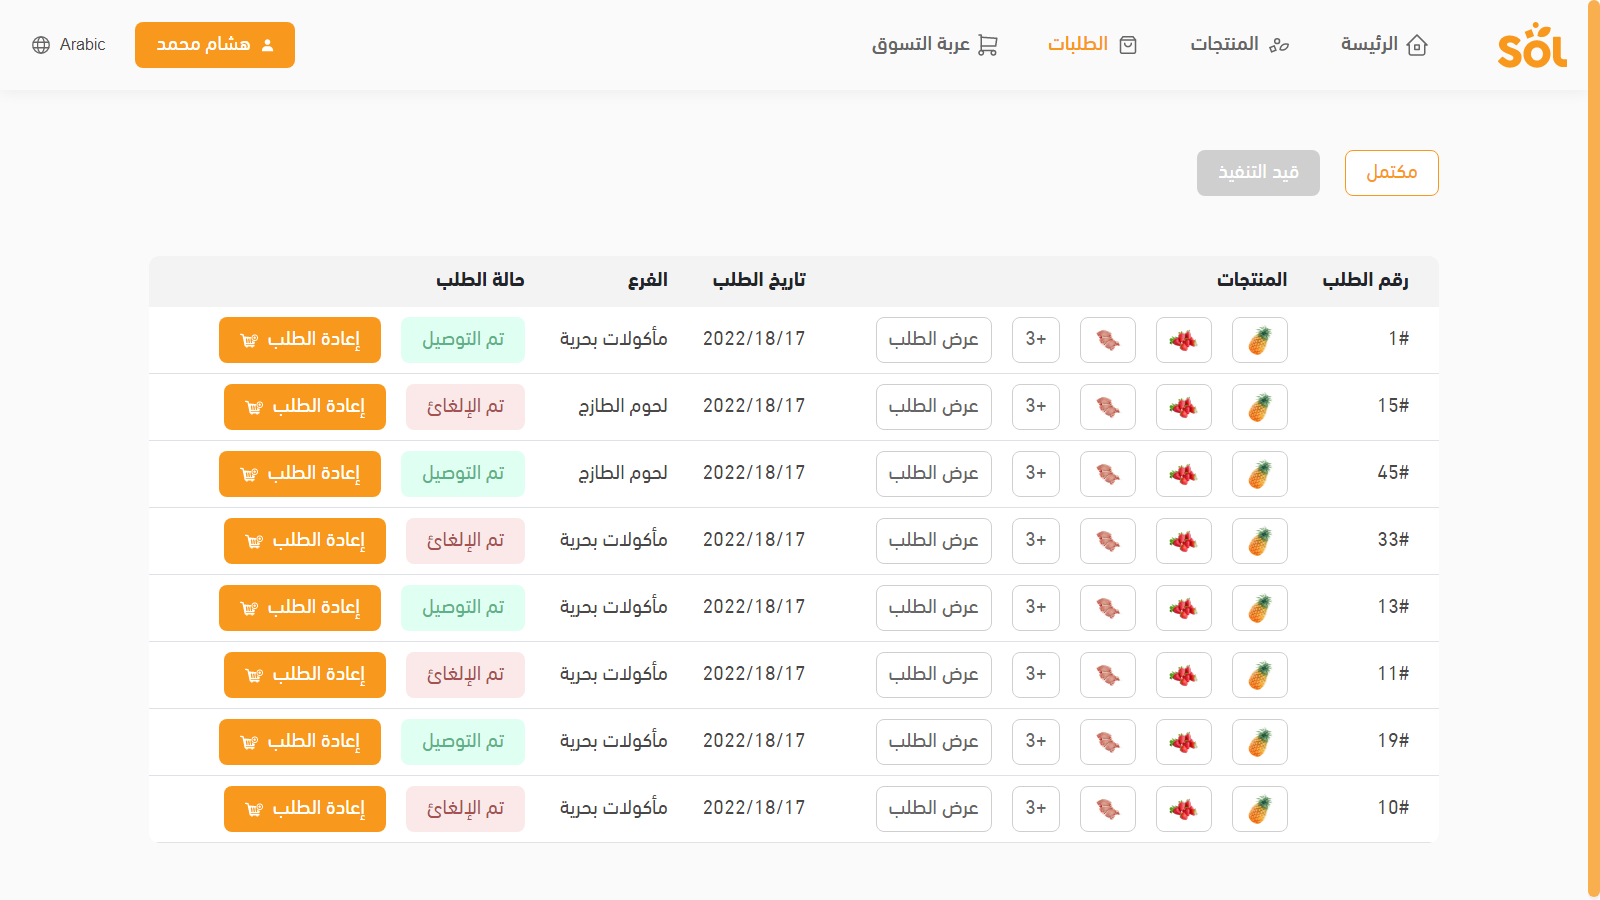 SOL
الرئيسة
المنتجات
الطلبات
عربة التسوق
هشام محمد
Arabic
مكتمل
قيد التنفيذ
رقم الطلب المنتجات تاريخ الطلب الفرع حالة الطلب
1# +3 عرض الطلب 2022/18/17 مأكولات بحرية تم التوصيل إعادة الطلب
15# +3 عرض الطلب 2022/18/17 لحوم الطازج تم الإلغائ إعادة الطلب
45# +3 عرض الطلب 2022/18/17 لحوم الطازج تم التوصيل إعادة الطلب
33# +3 عرض الطلب 2022/18/17 مأكولات بحرية تم الإلغائ إعادة الطلب
13# +3 عرض الطلب 2022/18/17 مأكولات بحرية تم التوصيل إعادة الطلب
11# +3 عرض الطلب 2022/18/17 مأكولات بحرية تم الإلغائ إعادة الطلب
19# +3 عرض الطلب 2022/18/17 مأكولات بحرية تم التوصيل إعادة الطلب
10# +3 عرض الطلب 2022/18/17 مأكولات بحرية تم الإلغائ إعادة الطلب